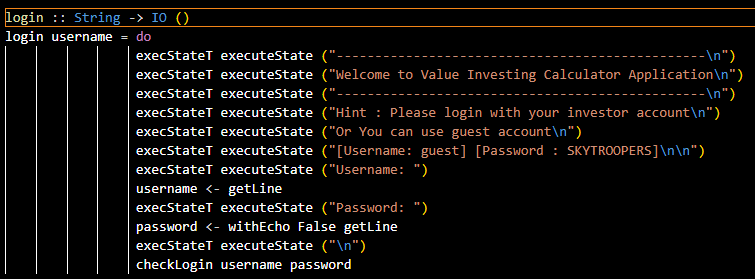 login :: String -> IO ()
login username = do
execStateT executeState ("-----------------------------------------------\n")
execStateT executeState ("Welcome to Value Investing Calculator Application\n")
execStateT executeState ("-----------------------------------------------\n")
execStateT executeState ("Hint : Please login with your investor account\n")
execStateT executeState ("Or You can use guest account\n")
execStateT executeState ("[Username: guest] [Password : SKYTROOPERS]\n\n")
execStateT executeState ("Username: ")
username <- getLine
execStateT executeState ("Password: ")
password <- withEcho False getLine
execStateT executeState ("\n")
checkLogin username password